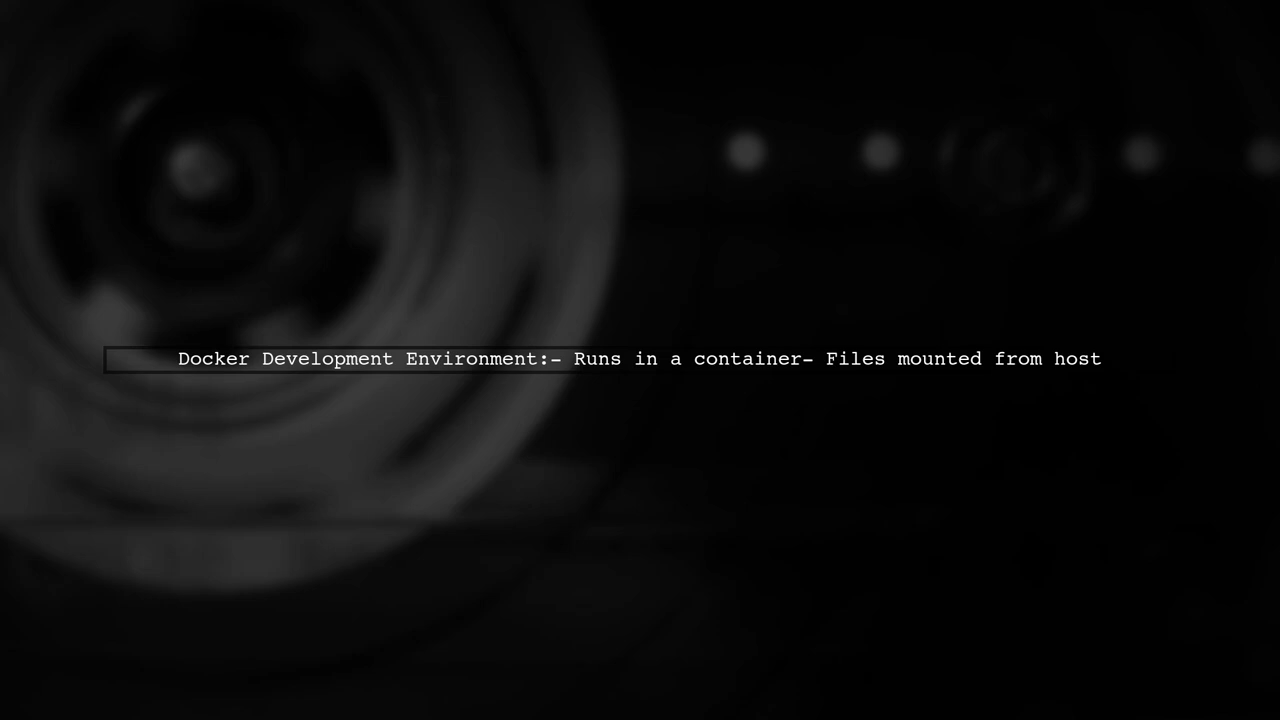 Docker Development Environment:- Runs in a container- Files mounted from host